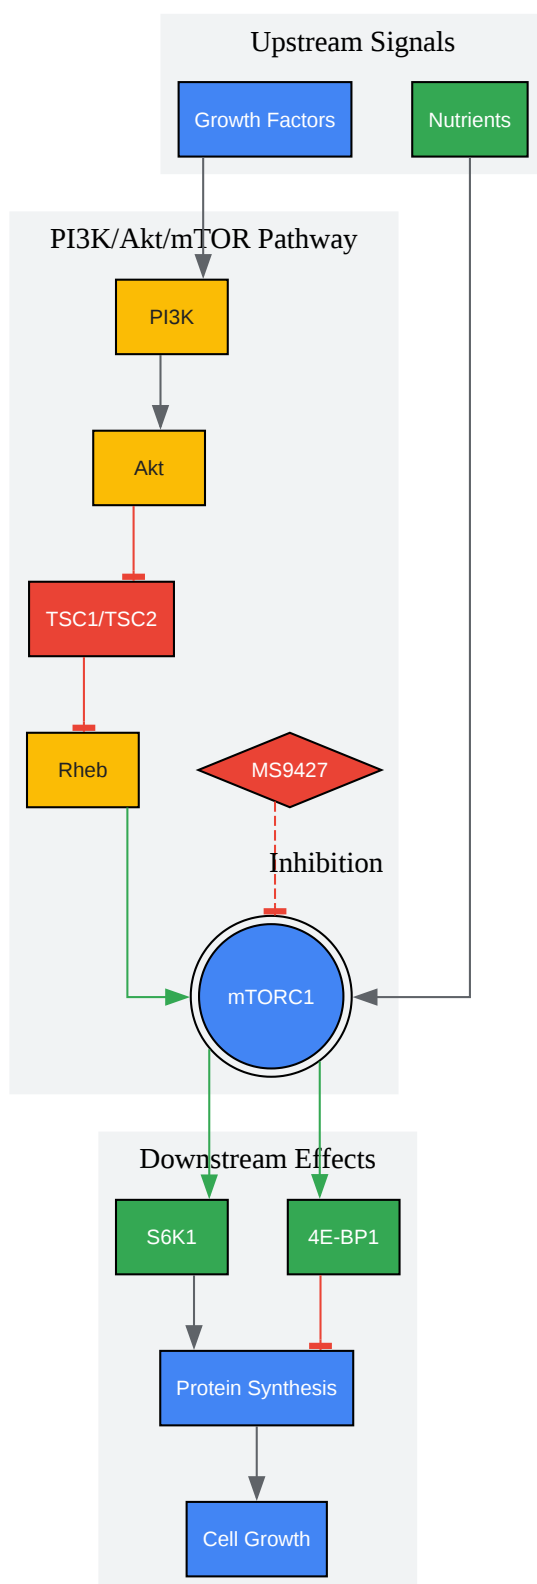 Upstream Signals
Growth Factors
Nutrients
PI3K/Akt/mTOR Pathway
PI3K
Akt
TSC1/TSC2
Rheb
MS9427
Inhibition
mTORC1
Downstream Effects
S6K1
4E-BP1
Protein Synthesis
Cell Growth